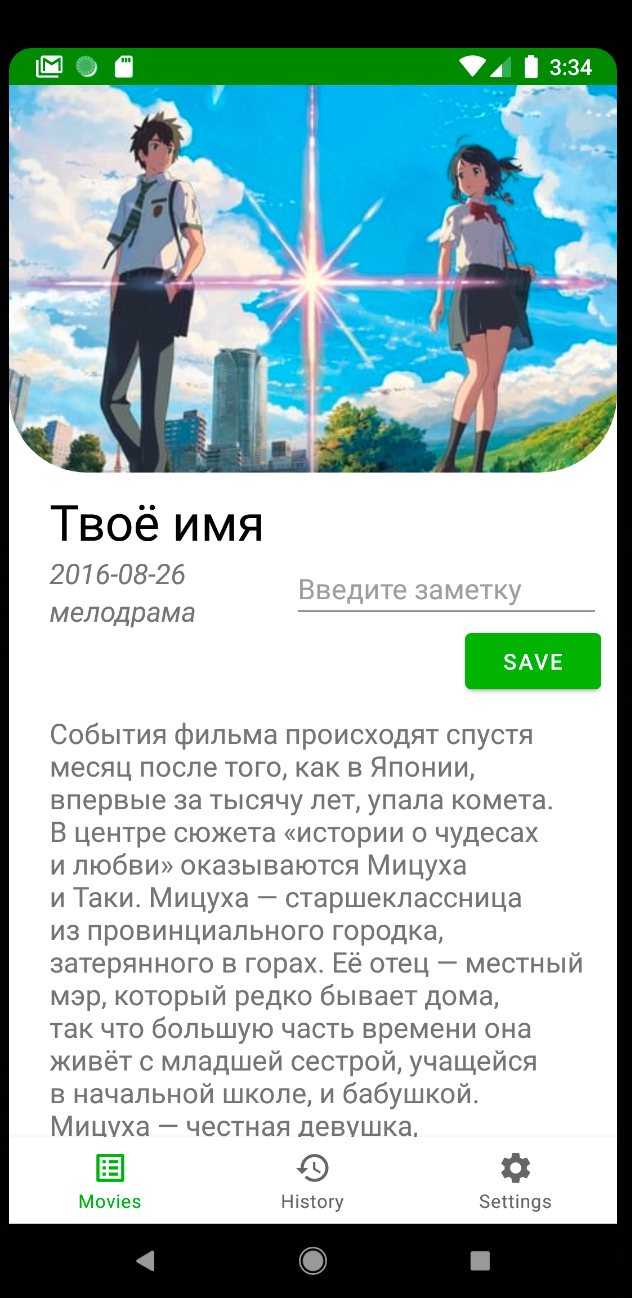 3:34
Твоё имя
2016-08-26
мелодрама
Введите заметку
SAVE
События фильма происходят спустя
месяц после того, как в Японии,
впервые за тысячу лет, упала комета.
В центре сюжета «истории о чудесах
и любви» оказываются Мицуха
и Таки. Мицуха — старшеклассница
из провинциального городка,
затерянного в горах. Её отец — местный
мэр, который редко бывает дома,
так что большую часть времени она
живёт с младшей сестрой, учащейся
в начальной школе, и бабушкой.
Мицуха — честная девушка,
Movies
History
Settings